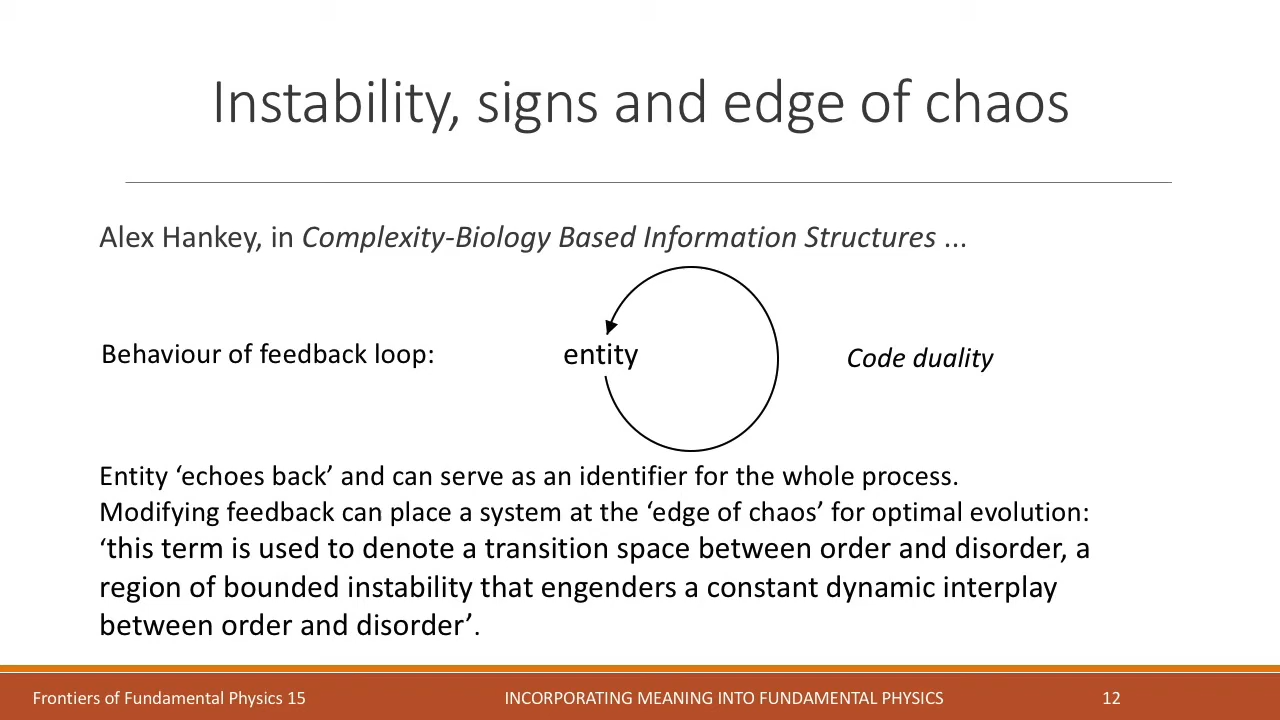 Instability, signs and edge of chaos
Alex Hankey, in Complexity-Biology Based Information Structures ...
Behaviour of feedback loop:
entity
Code duality
Entity ‘echoes back’ and can serve as an identifier for the whole process.
Modifying feedback can place a system at the ‘edge of chaos’ for optimal evolution:
‘this term is used to denote a transition space between order and disorder, a
region of bounded instability that engenders a constant dynamic interplay
between order and disorder’.
Frontiers of Fundamental Physics 15
INCORPORATING MEANING INTO FUNDAMENTAL PHYSICS
12